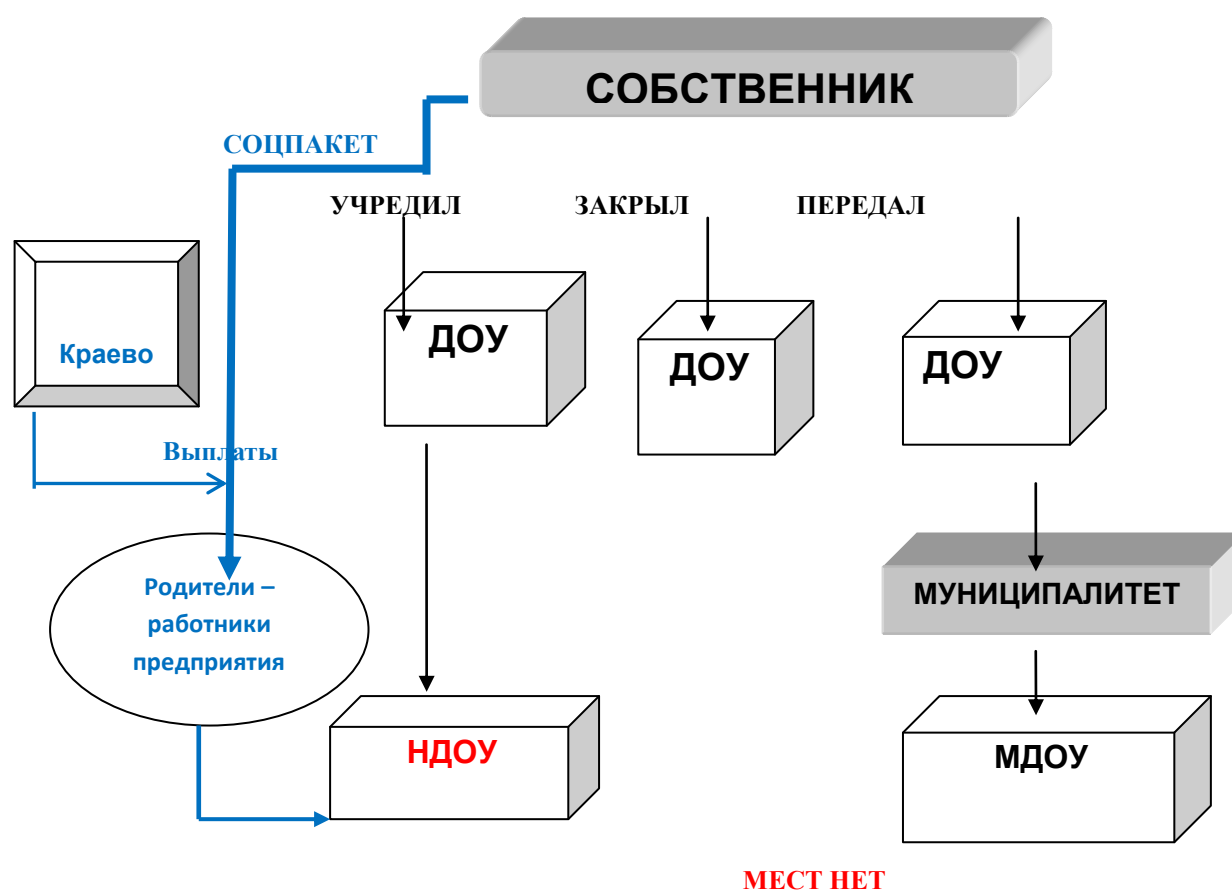 СОБСТВЕННИК
СОЦПАКЕТ
УЧРЕДИЛ ЗАКРЫЛ ПЕРЕДАЛ
ДОУ
ДОУ
ДОУ
Краево
Выплаты
Родители –
работники
предприятия
МУНИЦИПАЛИТЕТ
НДОУ
МДОУ
МЕСТ НЕТ